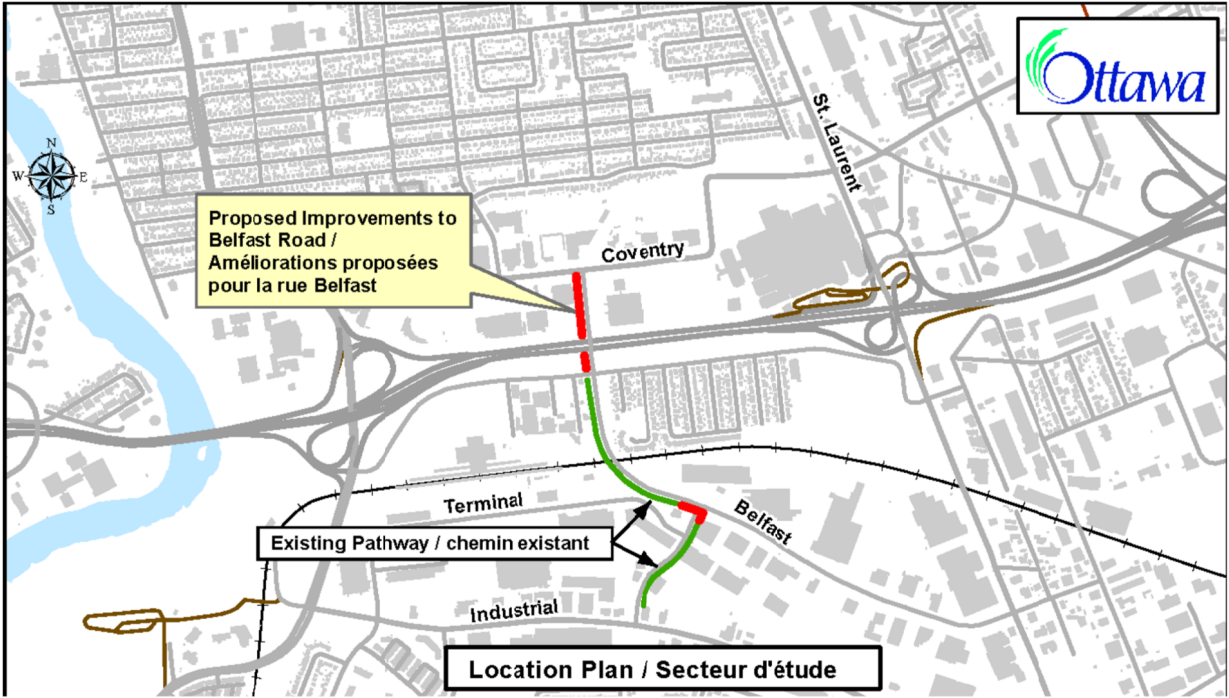 Ottawa
N
W E
S
St. Laurent
Proposed Improvements to
Belfast Road /
Améliorations proposées
pour la rue Belfast
Coventry
Terminal
Belfast
Existing Pathway / chemin existant
Industrial
Location Plan / Secteur d'étude